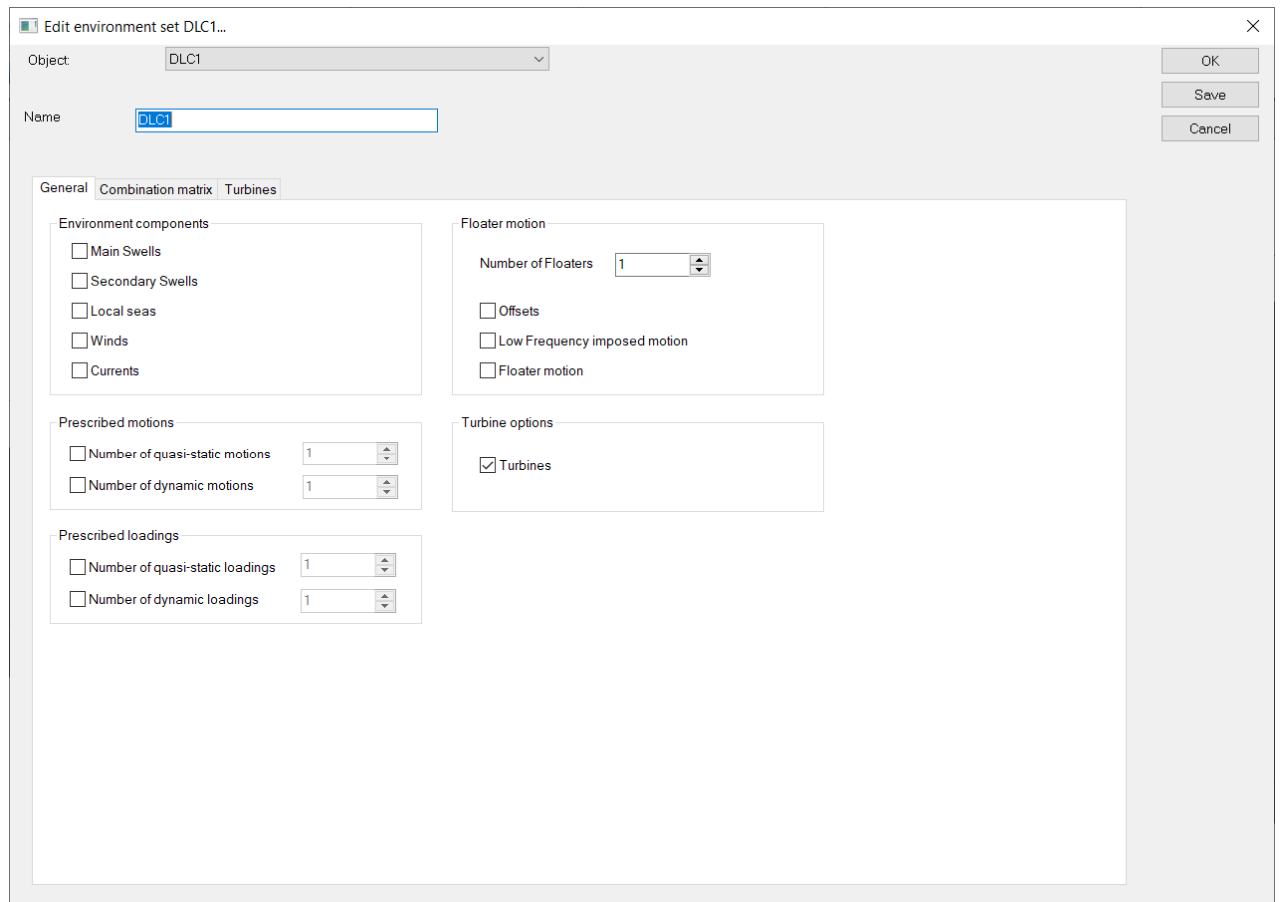 Edit environment set DLC1...
Object:
DLC1
OK
Save
Name
DLC1
Cancel
General
Combination matrix
Turbines
Environment components
Main Swells
Secondary Swells
Local seas
Winds
Currents
Floater motion
Number of Floaters
1
Offsets
Low Frequency imposed motion
Floater motion
Prescribed motions
Number of quasi-static motions
1
Number of dynamic motions
1
Turbine options
Turbines
Prescribed loadings
Number of quasi-static loadings
1
Number of dynamic loadings
1